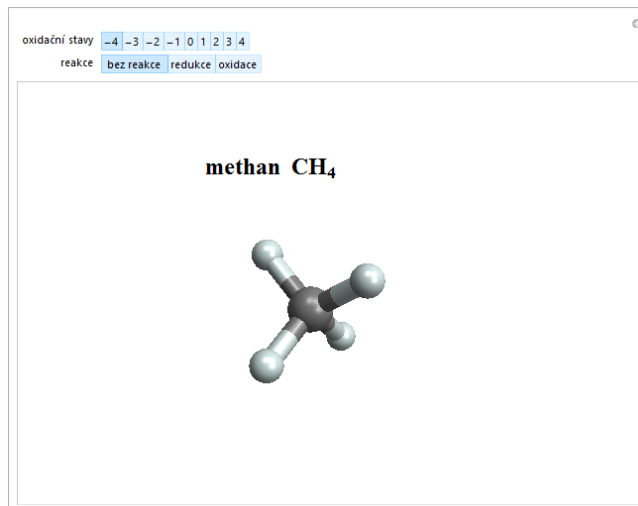 oxidační stavy −4 −3 −2 −1 0 1 2 3 4
reakce bez reakce redukce oxidace
methan CH₄